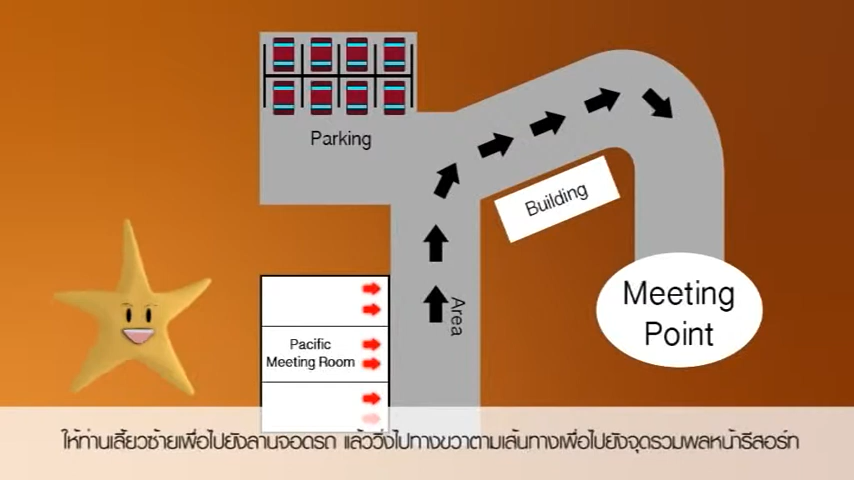 Parking
Building
Meeting
Point
Area
Pacific
Meeting Room
ให้ท่านเลี้ยวซ้ายเพื่อไปยังลานจอดรถ แล้ววิ่งไปทางขวาตามเส้นทางเพื่อไปยังจุดรวมพลหน้ารีสอร์ท